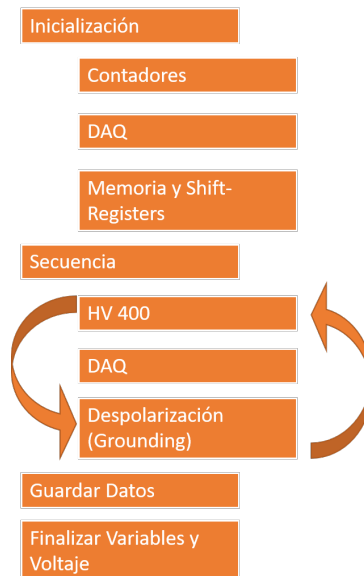 Inicialización
Contadores
DAQ
Memoria y Shift-
Registers
Secuencia
HV 400
DAQ
Despolarización
(Grounding)
Guardar Datos
Finalizar Variables y
Voltaje